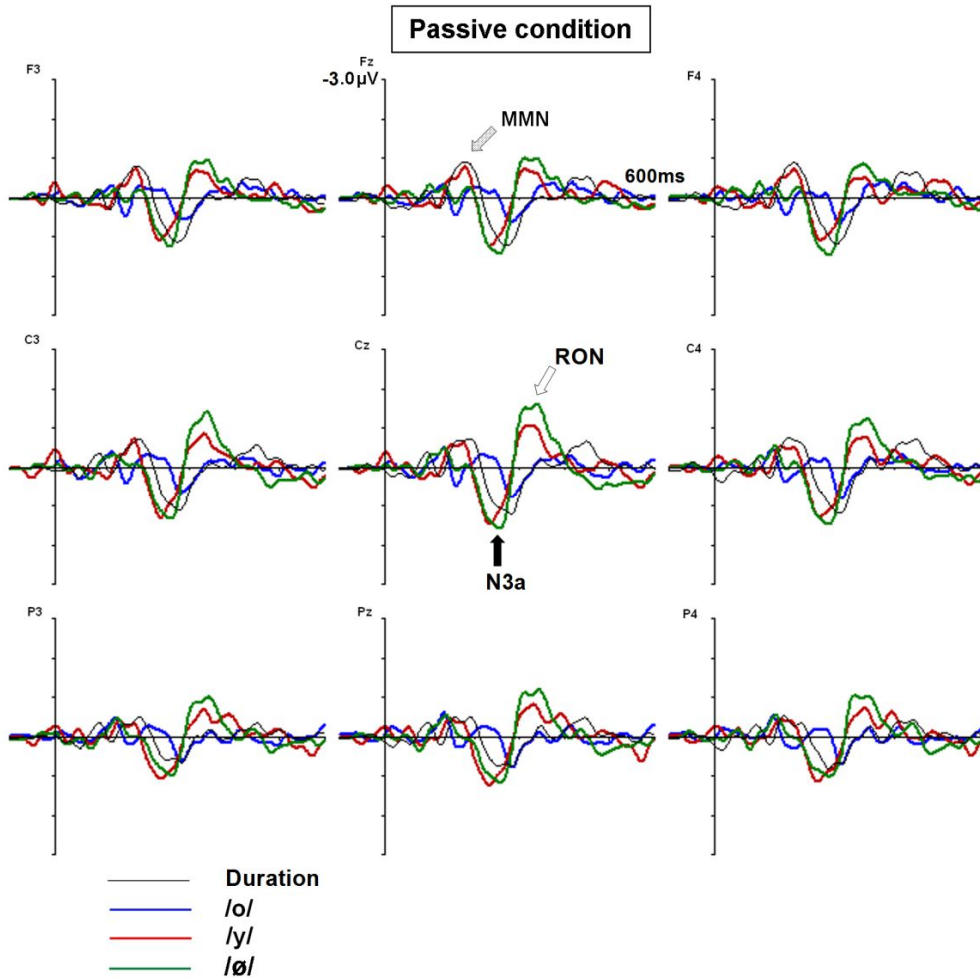 Passive condition
F3
Fz
F4
-3.0µV
MMN
600ms
C3
Cz
C4
RON
N3a
P3
Pz
P4
Duration
/o/
/y/
/ø/